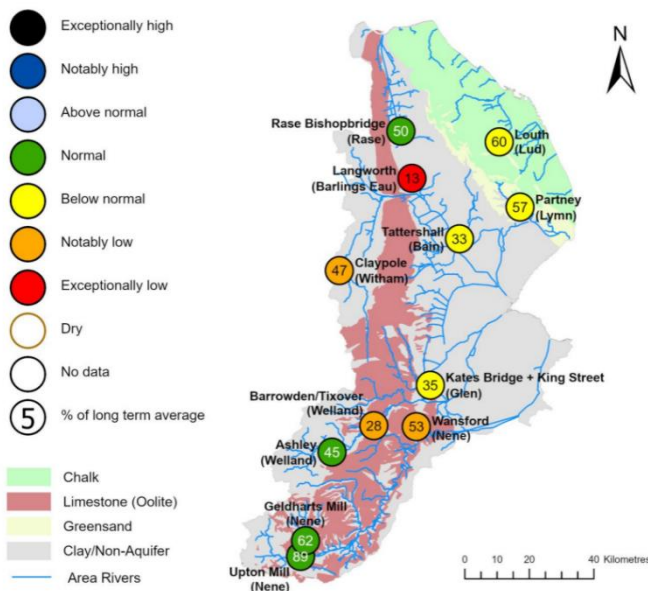 Exceptionally high
Notably high
Above normal
Normal
Below normal
Notably low
Exceptionally low
Dry
No data
5 % of long term average
Chalk
Limestone (Oolite)
Greensand
Clay/Non-Aquifer
Area Rivers
N
Rase Bishopbridge
(Rase)
50
60
Louth
(Lud)
Langworth
(Barlings Eau)
13
57
Partney
(Lymn)
Tattershall
(Bain)
33
47
Claypole
(Witham)
35
Kates Bridge + King Street
(Glen)
Barrowden/Tixover
(Welland)
28
53
Wansford
(Nene)
Ashley
(Welland)
45
Geldharts Mill
(Nene)
62
89
Upton Mill
(Nene)
0 10 20 40 Kilometres